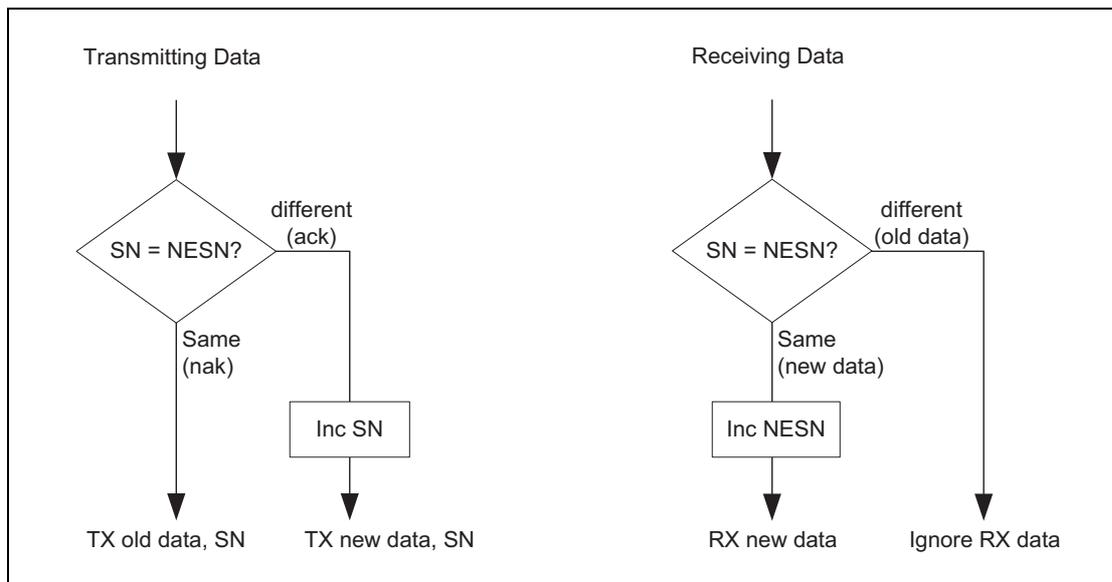 Transmitting Data
SN = NESN?
different
(ack)
Same
(nak)
Inc SN
TX old data, SN
TX new data, SN
Receiving Data
SN = NESN?
different
(old data)
Same
(new data)
Inc NESN
RX new data
Ignore RX data